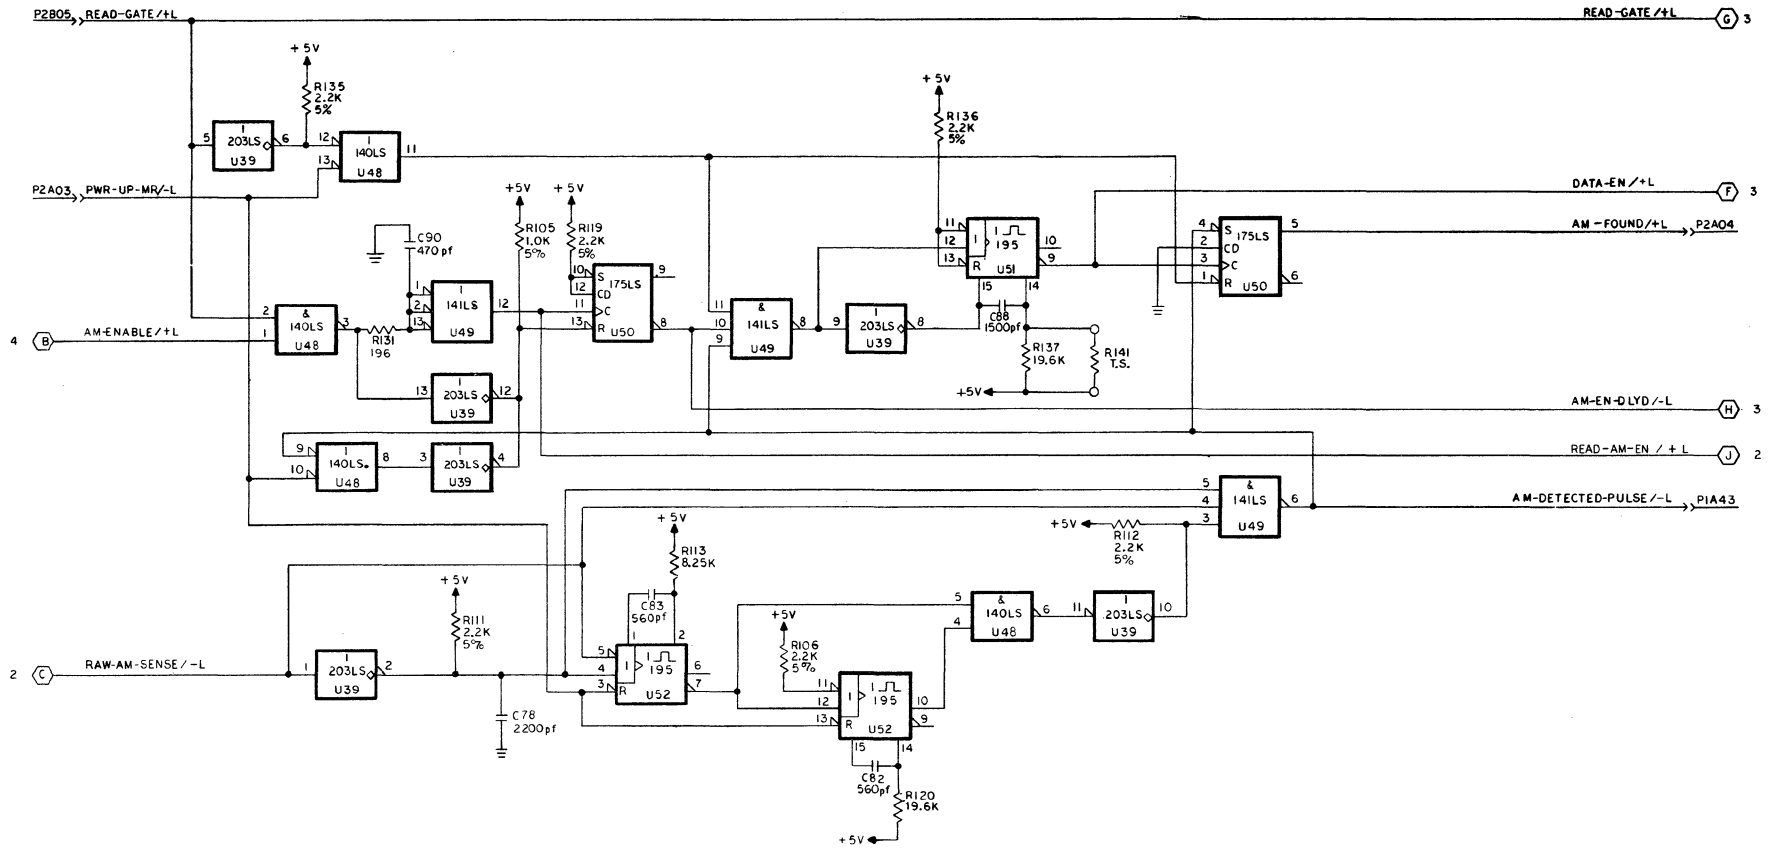 P2B05 READ-GATE/+L
READ-GATE/+L G 3
+5V
R135
2.2K
5%
5 1 203LS 6 U39
12 1 140LS 11
13 U48
P2A03 PWR-UP-MR/-L
+5V
R136
2.2K
5%
DATA-EN/+L F 3
+5V
R105
1.0K
5%
+5V
R119
2.2K
5%
C90
470pf
11 1 195 10
12 1
13 R 9
U51
15 14
C88
1500pf
4 S 175LS 5
2 CD
3 C
1 R 6
U50
AM-FOUND/+L P2A04
1 141LS 12
2
13 U49
10 S 175LS 9
12 CD
11 C
13 R 8
U50
2 & 140LS 3
1 U48
4 B AM-ENABLE/+L
R131
196
11 & 141LS 8
10
9 U49
9 1 203LS 8
U39
R137
19.6K
R141
T.S.
+5V
13 1 203LS 12
U39
AM-EN-DLYD/-L H 3
9 1 140LS. 8
10 U48
3 1 203LS 4
U39
READ-AM-EN / + L J 2
5 & 141LS 6
4
3 U49
AM-DETECTED-PULSE/-L P1A43
+5V
R112
2.2K
5%
+5V
R113
8.25K
C83
560pf
+5V
R111
2.2K
5%
5 & 140LS 6
4 U48
11 1 .203LS 10
U39
+5V
R106
2.2K
5%
2 C RAW-AM-SENSE/-L
1 1 203LS 2
U39
1 2
5 1 195 6
4 1
3 R 7
U52
C78
2200pf
11 1 195 10
12 1
13 R 9
U52
15 14
C82
560pf
R120
19.6K
+5V